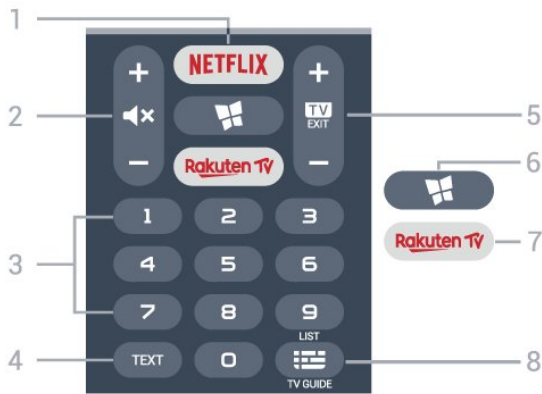 1
NETFLIX
+ +
2
TV
EXIT
5
− −
Rakuten TV
6
1 2 3
Rakuten TV
7
3
4 5 6
7 8 9
LIST
4
TEXT 0
8
TV GUIDE